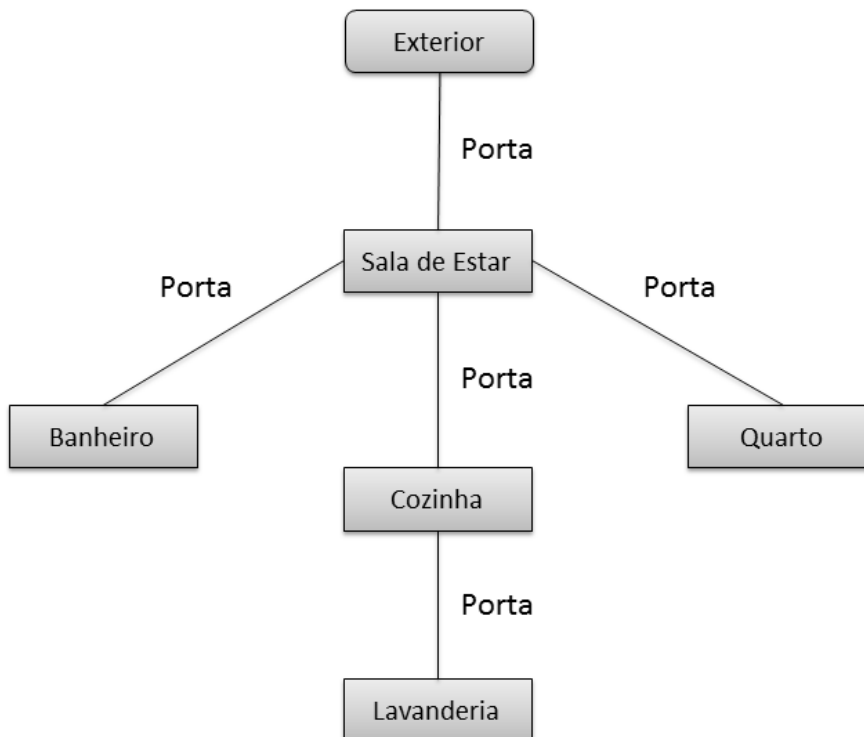 Exterior
Porta
Sala de Estar
Porta
Porta
Porta
Banheiro
Quarto
Cozinha
Porta
Lavanderia